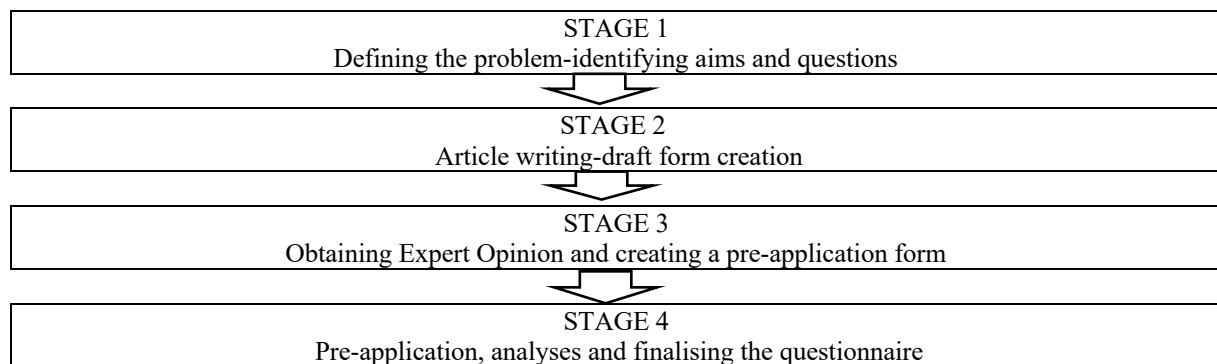 STAGE 1
Defining the problem-identifying aims and questions
STAGE 2
Article writing-draft form creation
STAGE 3
Obtaining Expert Opinion and creating a pre-application form
STAGE 4
Pre-application, analyses and finalising the questionnaire